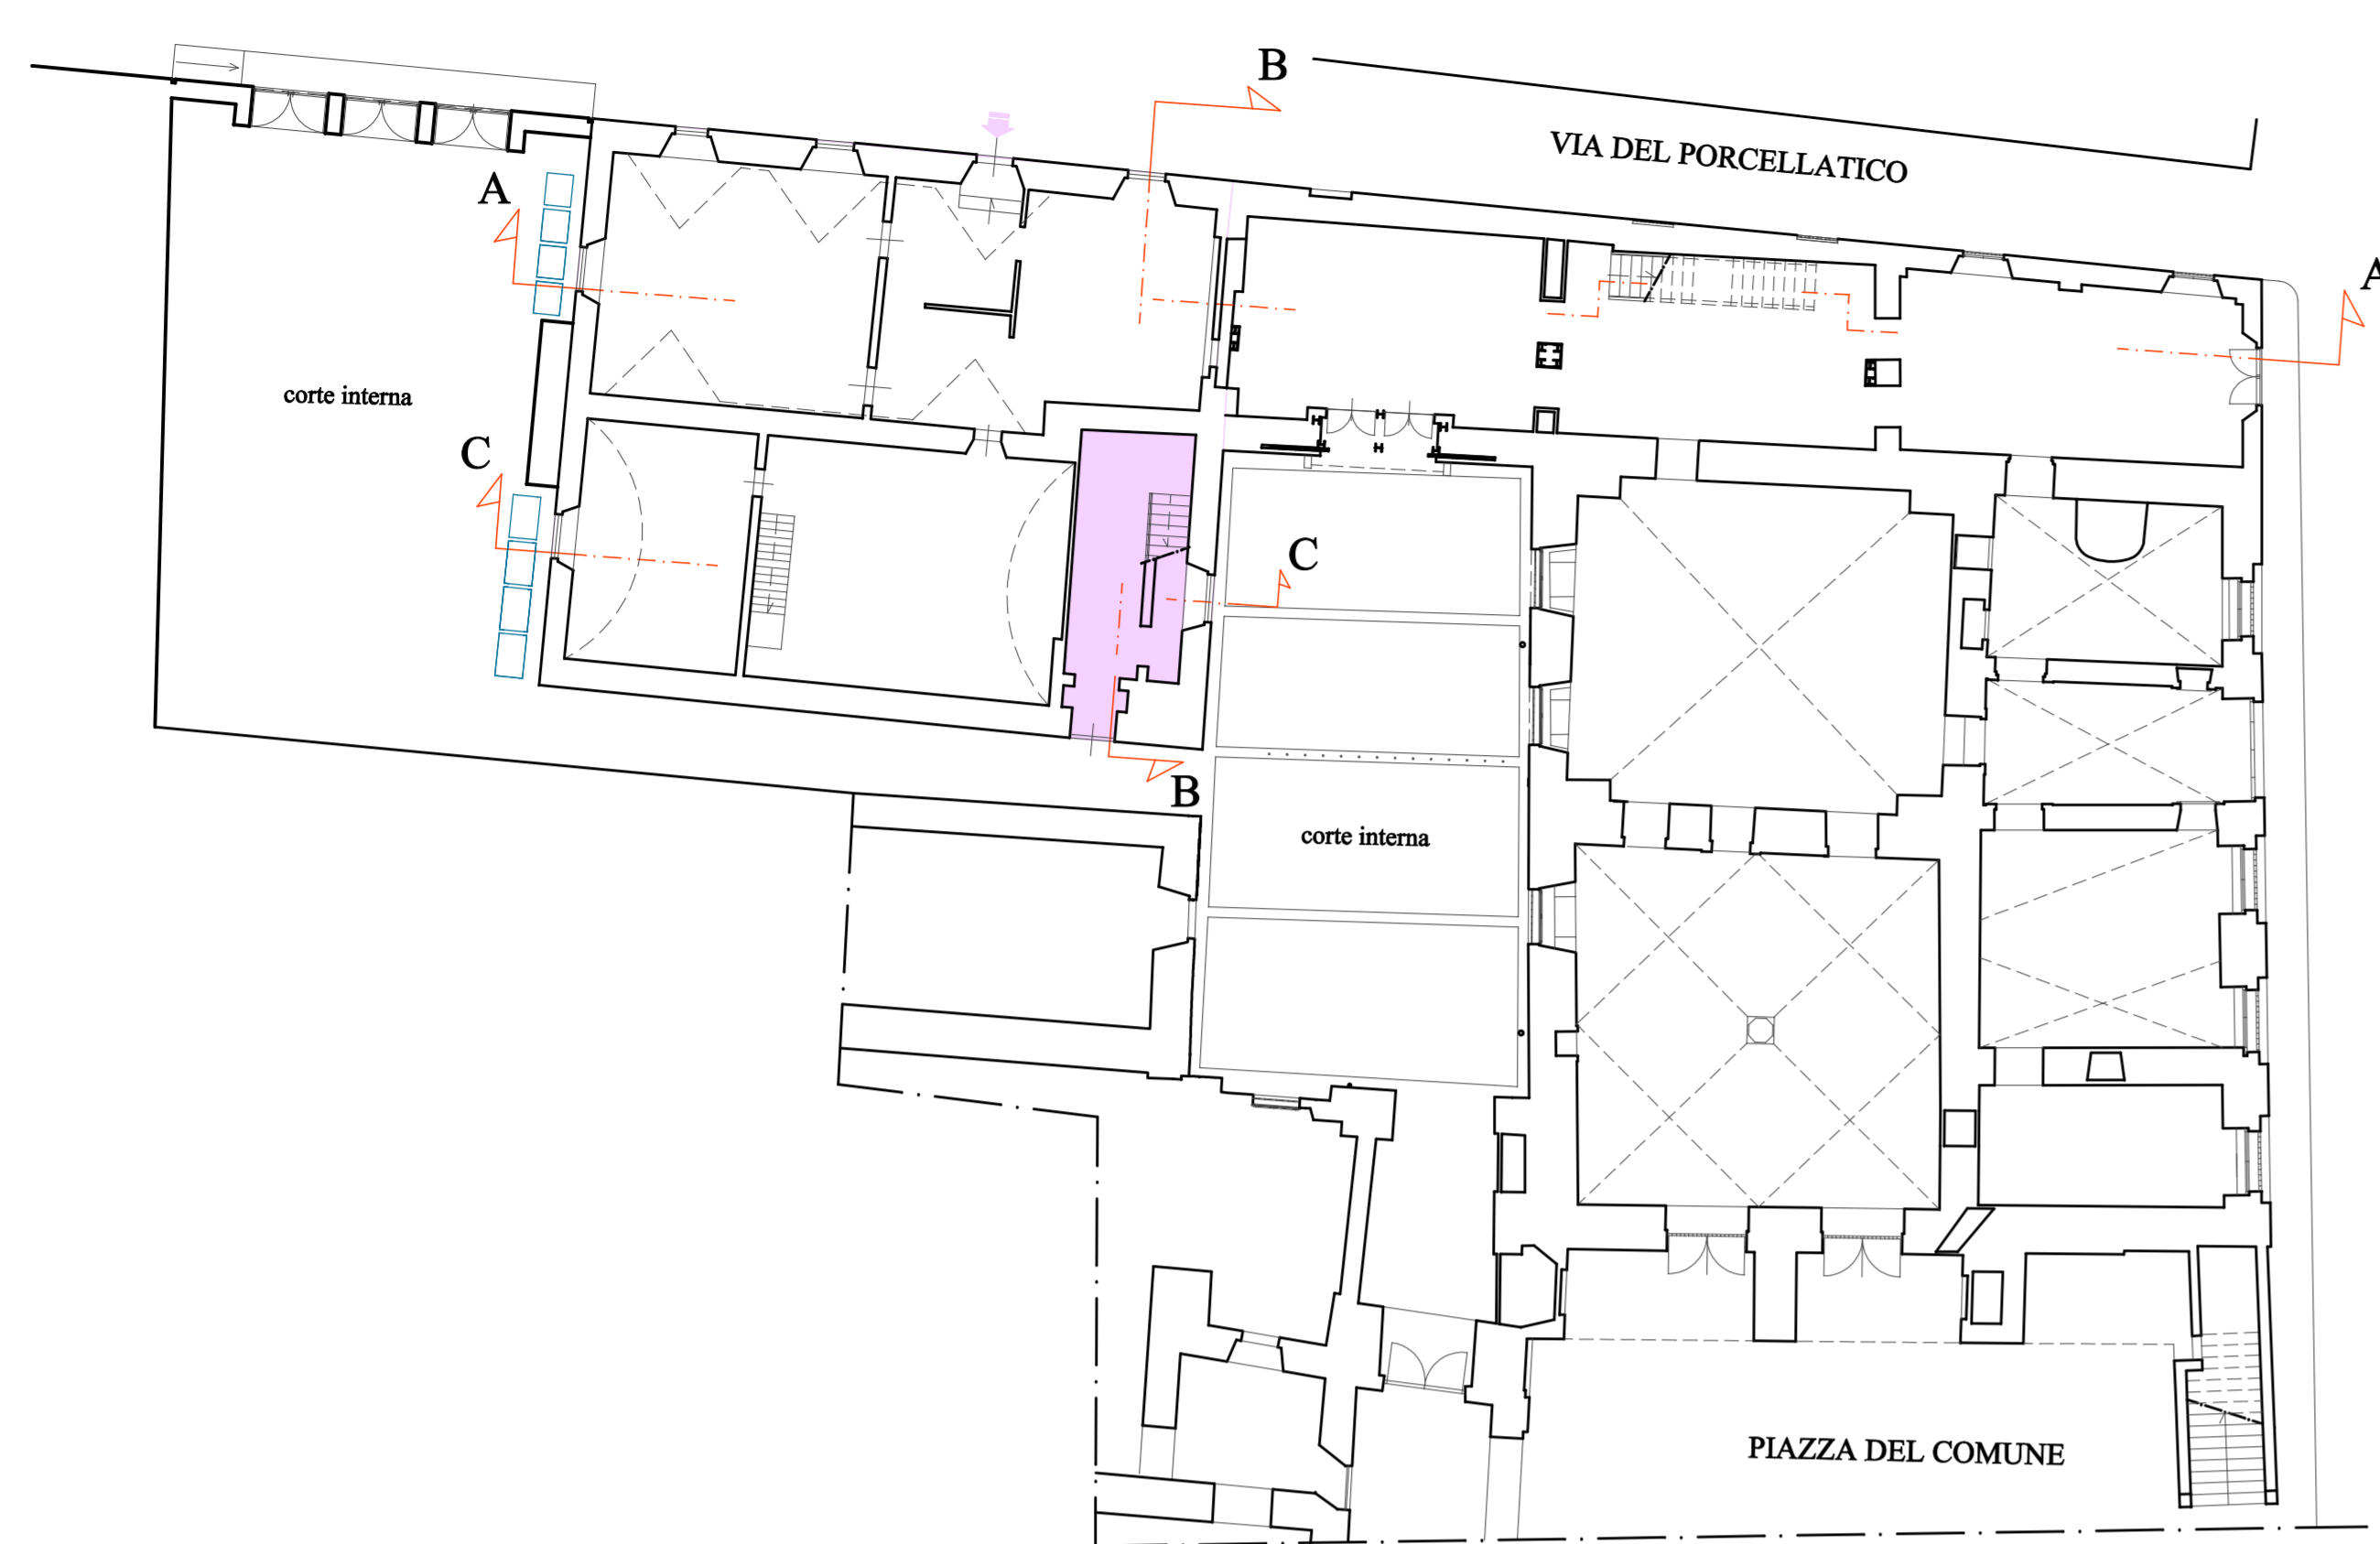 B
VIA DEL PORCELLATICO
A
A
corte interna
C
C
B
corte interna
PIAZZA DEL COMUNE